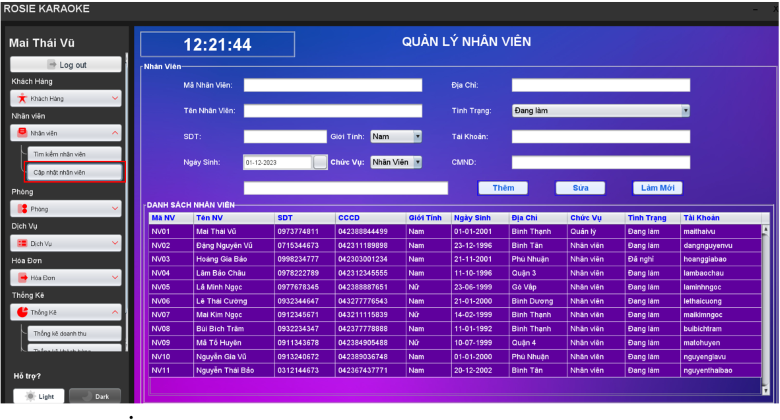 ROSIE KARAOKE
Mai Thái Vũ
Log out
Khách Hàng
Khách Hàng
Nhân viên
Nhân viên
Tìm kiếm nhân viên
Cập nhật nhân viên
Phòng
Phòng
Dịch Vụ
Dịch Vụ
Hóa Đơn
Hóa Đơn
Thống Kê
Thống Kê
Thống kê doanh thu
Thống kê khách hàng
Hỗ trợ?
Light
Dark
12:21:44
QUẢN LÝ NHÂN VIÊN
Nhân Viên
Mã Nhân Viên:
Địa Chỉ:
Tên Nhân Viên:
Tình Trạng: Đang làm
SDT:
Giới Tính: Nam
Tài Khoản:
Ngày Sinh: 01-12-2023
Chức Vụ: Nhân Viên
CMND:
Thêm
Sửa
Làm Mới
DANH SÁCH NHÂN VIÊN
Mã NV Tên NV SDT CCCD Giới Tính Ngày Sinh Địa Chỉ Chức Vụ Tình Trạng Tài Khoản
NV01 Mai Thái Vũ 0973774811 042388844499 Nam 01-01-2001 Bình Thạnh Quản lý Đang làm maithaivu
NV02 Đặng Nguyên Vũ 0715344673 042311189898 Nam 23-12-1996 Bình Tân Nhân viên Đang làm dangnguyenvu
NV03 Hoàng Gia Bảo 0998234777 042303001234 Nam 21-11-2001 Phú Nhuận Nhân viên Đã nghỉ hoanggiabao
NV04 Lâm Bảo Châu 0978222789 042312345555 Nam 11-10-1996 Quận 3 Nhân viên Đang làm lambaochau
NV05 Lã Minh Ngọc 0977678345 042388887651 Nữ 23-06-1999 Gò Vấp Nhân viên Đang làm laminhngoc
NV06 Lê Thái Cường 0932344647 043277776543 Nam 21-01-2000 Bình Dương Nhân viên Đang làm lethaicuong
NV07 Mai Kim Ngọc 0912345671 043211115839 Nữ 14-02-1999 Bình Thạnh Nhân viên Đang làm maikimngoc
NV08 Bùi Bích Trâm 0932234347 042377778888 Nam 11-01-1992 Bình Thạnh Nhân viên Đang làm buibichtram
NV09 Mã Tổ Huyên 0911343678 042384905488 Nữ 10-07-1999 Quận 4 Nhân viên Đang làm matohuyen
NV10 Nguyễn Gia Vũ 0913240672 042389036748 Nam 01-01-2000 Phú Nhuận Nhân viên Đang làm nguyengiavu
NV11 Nguyễn Thái Bảo 0312144673 042367437771 Nam 20-12-2002 Bình Tân Nhân viên Đang làm nguyenthaibao